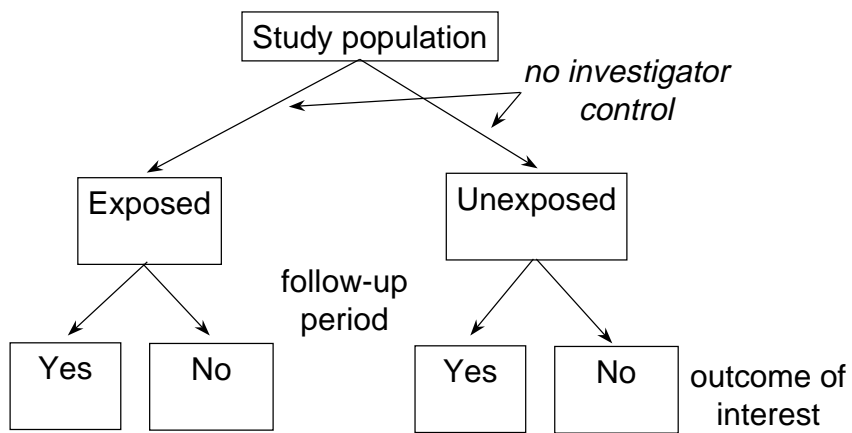 Study population
no investigator
control
Exposed
Unexposed
follow-up
period
Yes
No
Yes
No
outcome of
interest